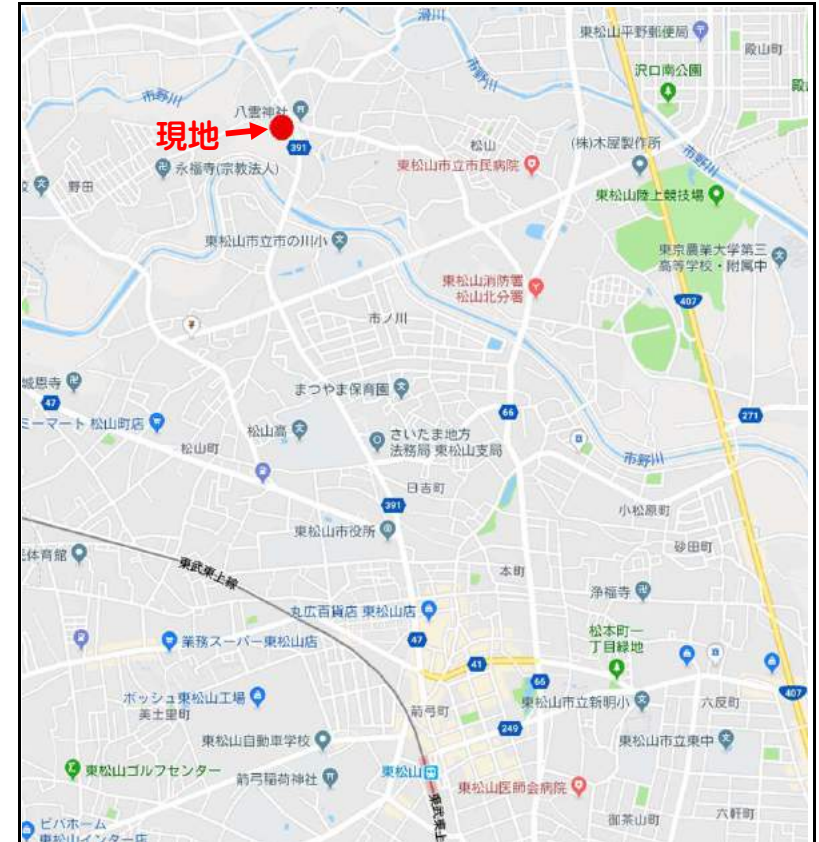 滑川
東松山平野郵便局
殿山町
沢口南公園
市野川
市野川
八雲神社
現地
391
松山
(株)木屋製作所
市野川
永福寺(宗教法人)
東松山市立市民病院
野田
東松山陸上競技場
東松山市立市の川小
東京農業大学第三
高等学校・附属中
東松山消防署
松山北分署
407
市ノ川
城恩寺
まつやま保育園
47
ミーマート 松山町店
66
271
松山高
さいたま地方
法務局 東松山支局
松山町
市野川
日吉町
391
小松原町
東松山市役所
砂田町
体育館
東武東上線
本町
浄福寺
丸広百貨店 東松山店
松本町一
丁目緑地
業務スーパー東松山店
47
41
66
407
ボッシュ東松山工場
美土里町
箭弓町
東松山市立新明小
六反町
249
東松山自動車学校
東松山市立東中
東松山ゴルフセンター
箭弓稲荷神社
東松山
東松山医師会病院
東武東上
御茶山町
六軒町
ビバホーム
東松山インター店